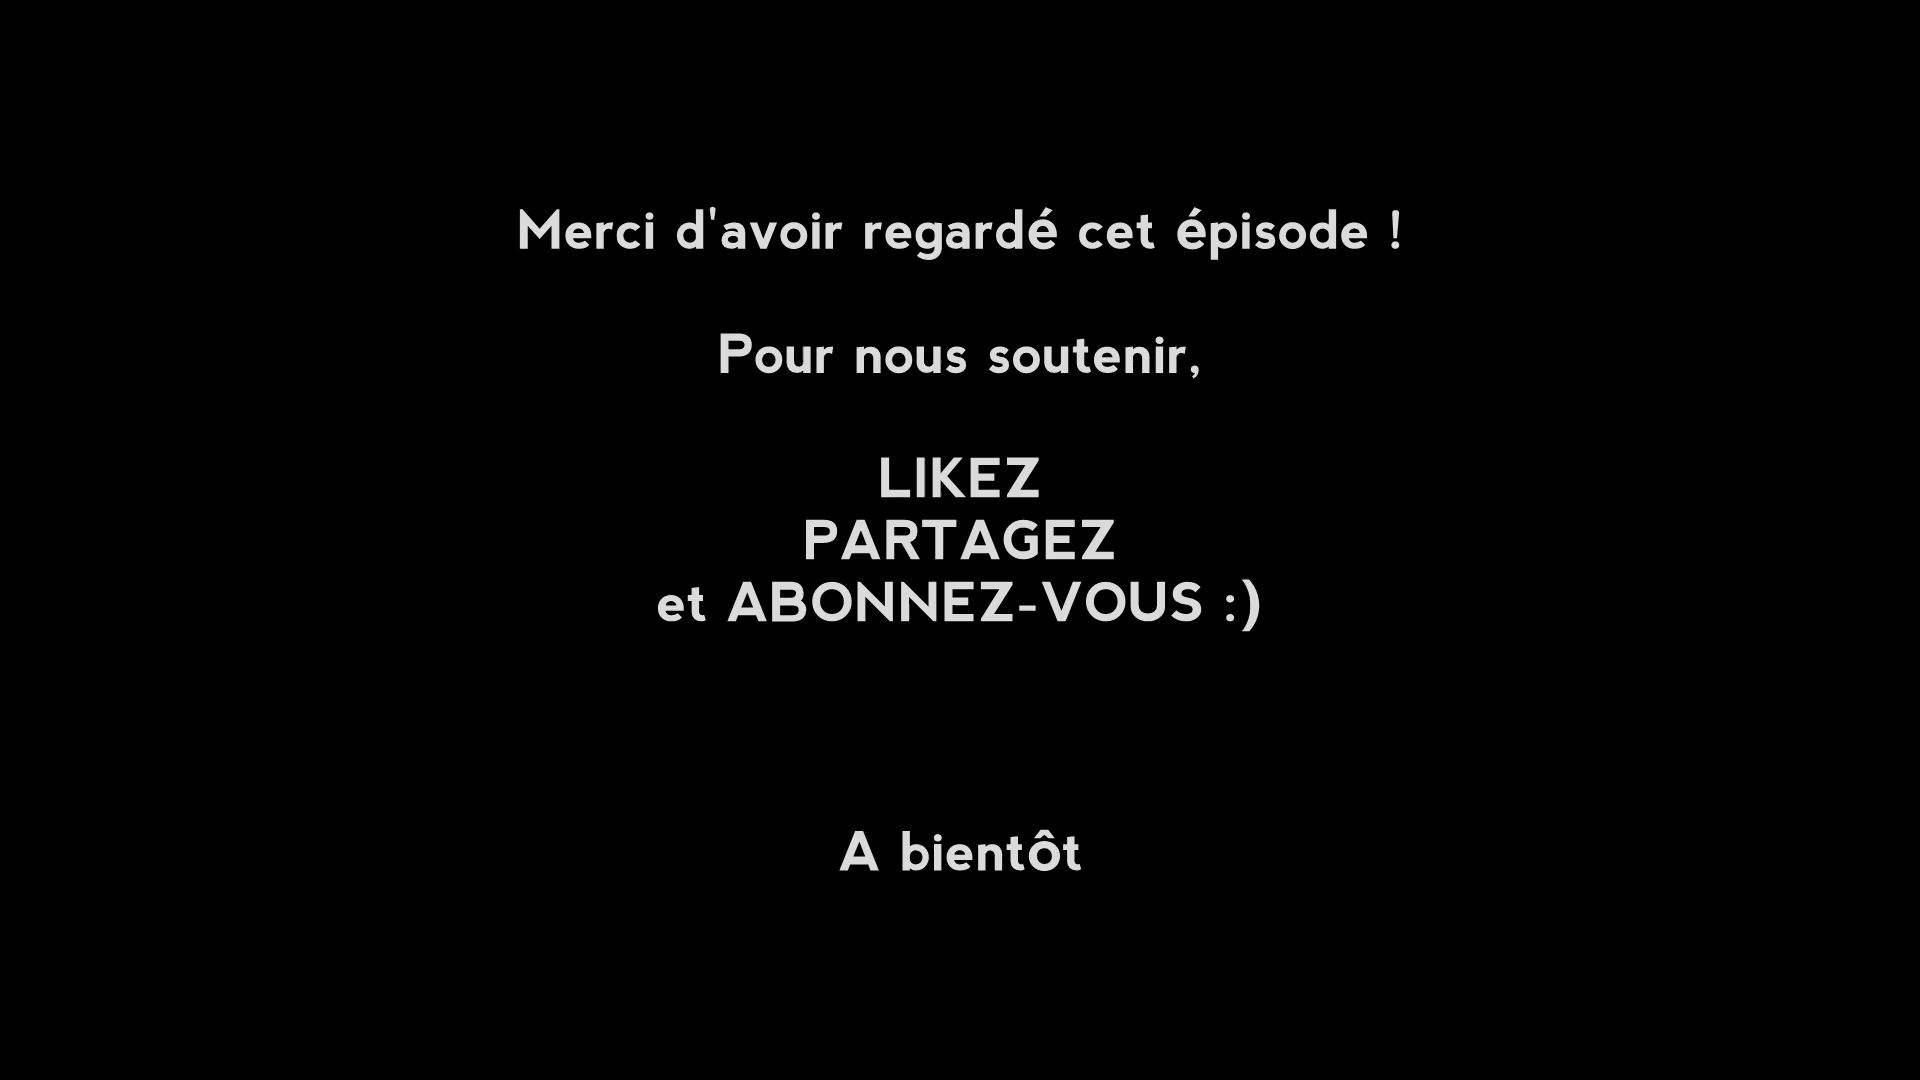 Merci d'avoir regardé cet épisode !
Pour nous soutenir,
LIKEZ
PARTAGEZ
et ABONNEZ-VOUS :)
A bientôt